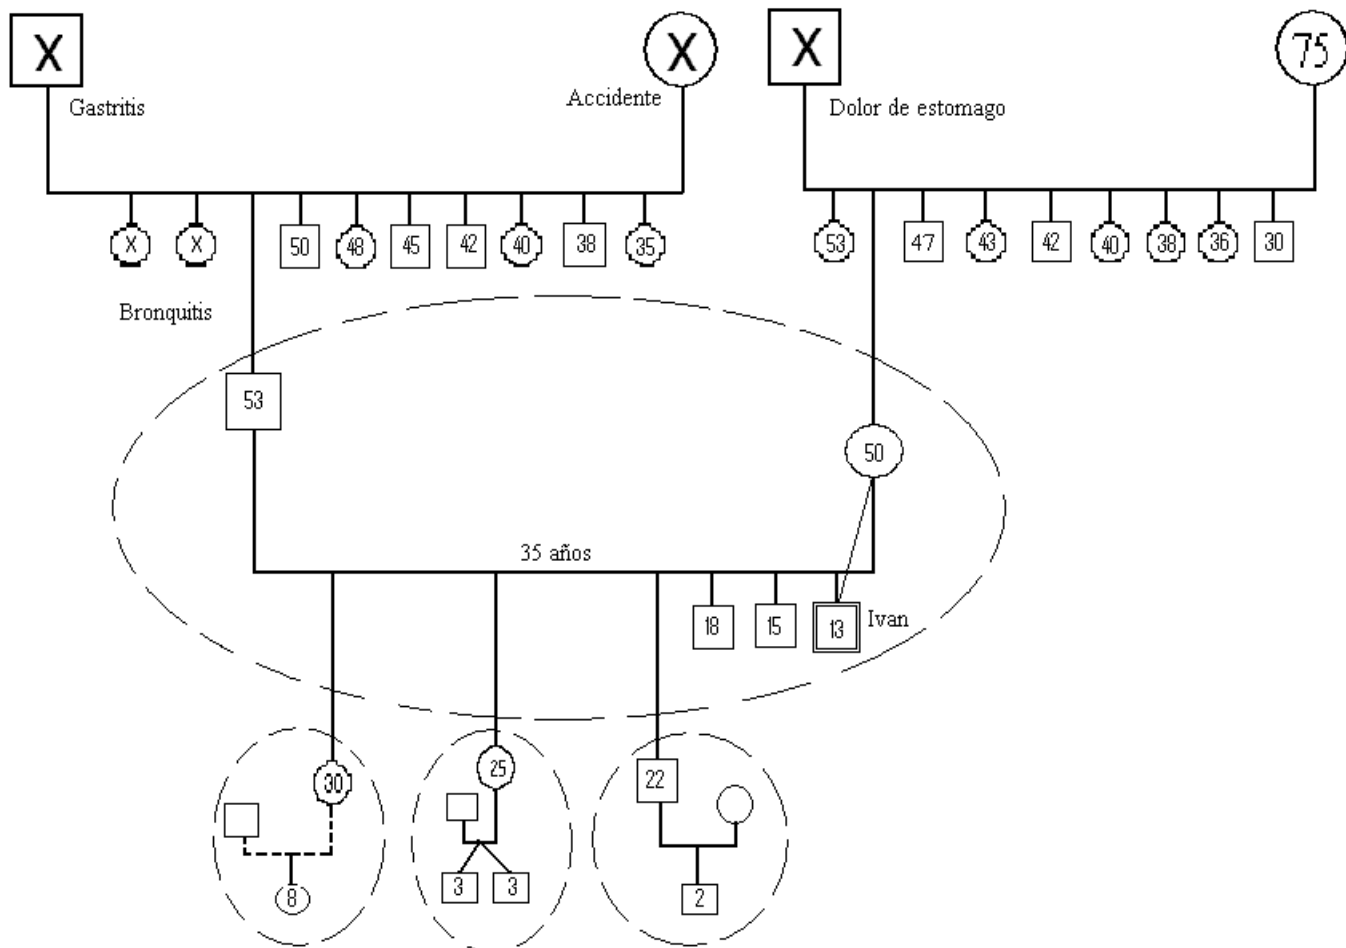 X X X 75
Gastritis Accidente Dolor de estomago
X X 50 48 45 42 40 38 35 53 47 43 42 40 38 36 30
Bronquitis
53
50
35 años
18 15 13 Ivan
30 25 22
8 3 3 2